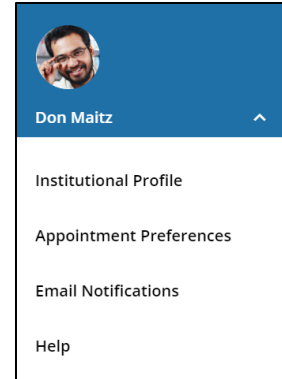 Don Maitz
Institutional Profile
Appointment Preferences
Email Notifications
Help